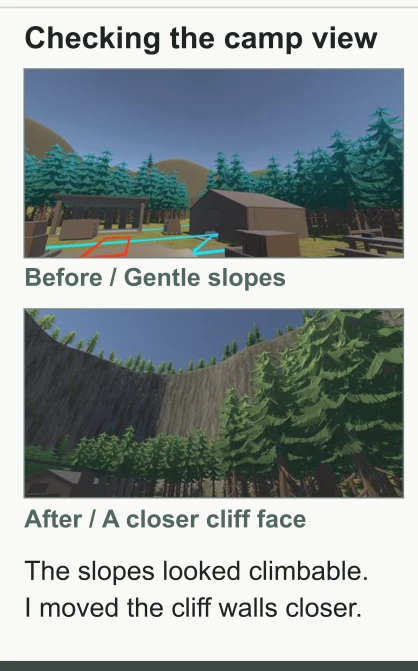 Checking the camp view
Before / Gentle slopes
After / A closer cliff face
The slopes looked climbable.
I moved the cliff walls closer.